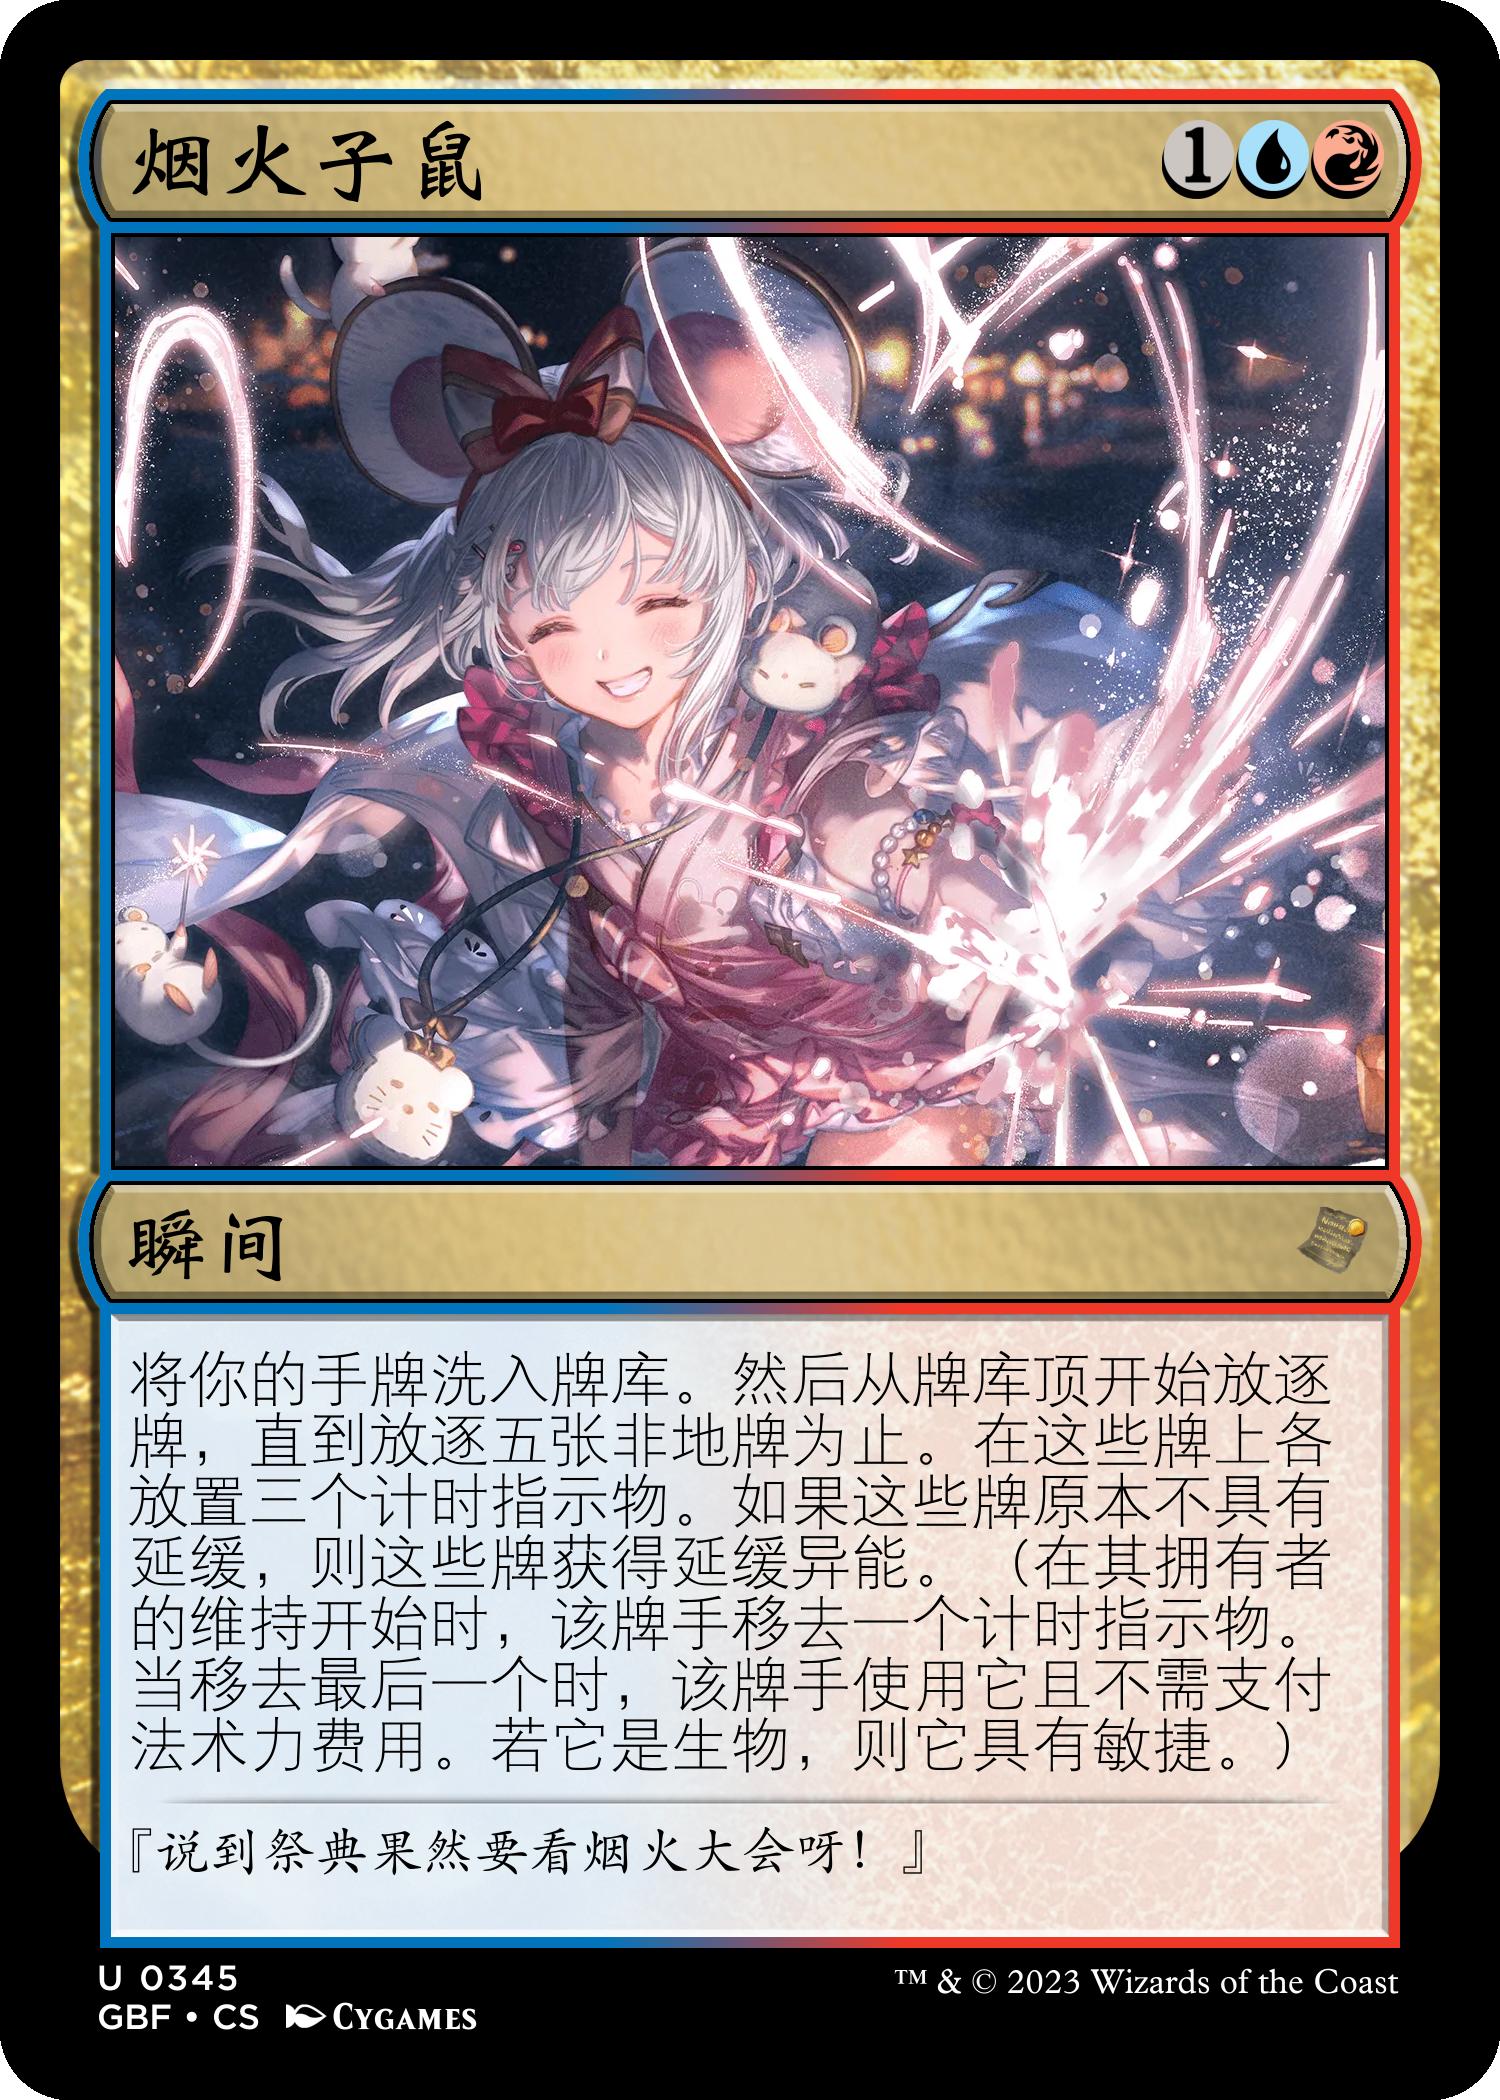 烟火子鼠
1
瞬间
将你的手牌洗入牌库。然后从牌库顶开始放逐
牌，直到放逐五张非地牌为止。在这些牌上各
放置三个计时指示物。如果这些牌原本不具有
延缓，则这些牌获得延缓异能。（在其拥有者
的维持开始时，该牌手移去一个计时指示物。
当移去最后一个时，该牌手使用它且不需支付
法术力费用。若它是生物，则它具有敏捷。）
『说到祭典果然要看烟火大会呀！』
U 0345
GBF • CS CYGAMES
™ & © 2023 Wizards of the Coast